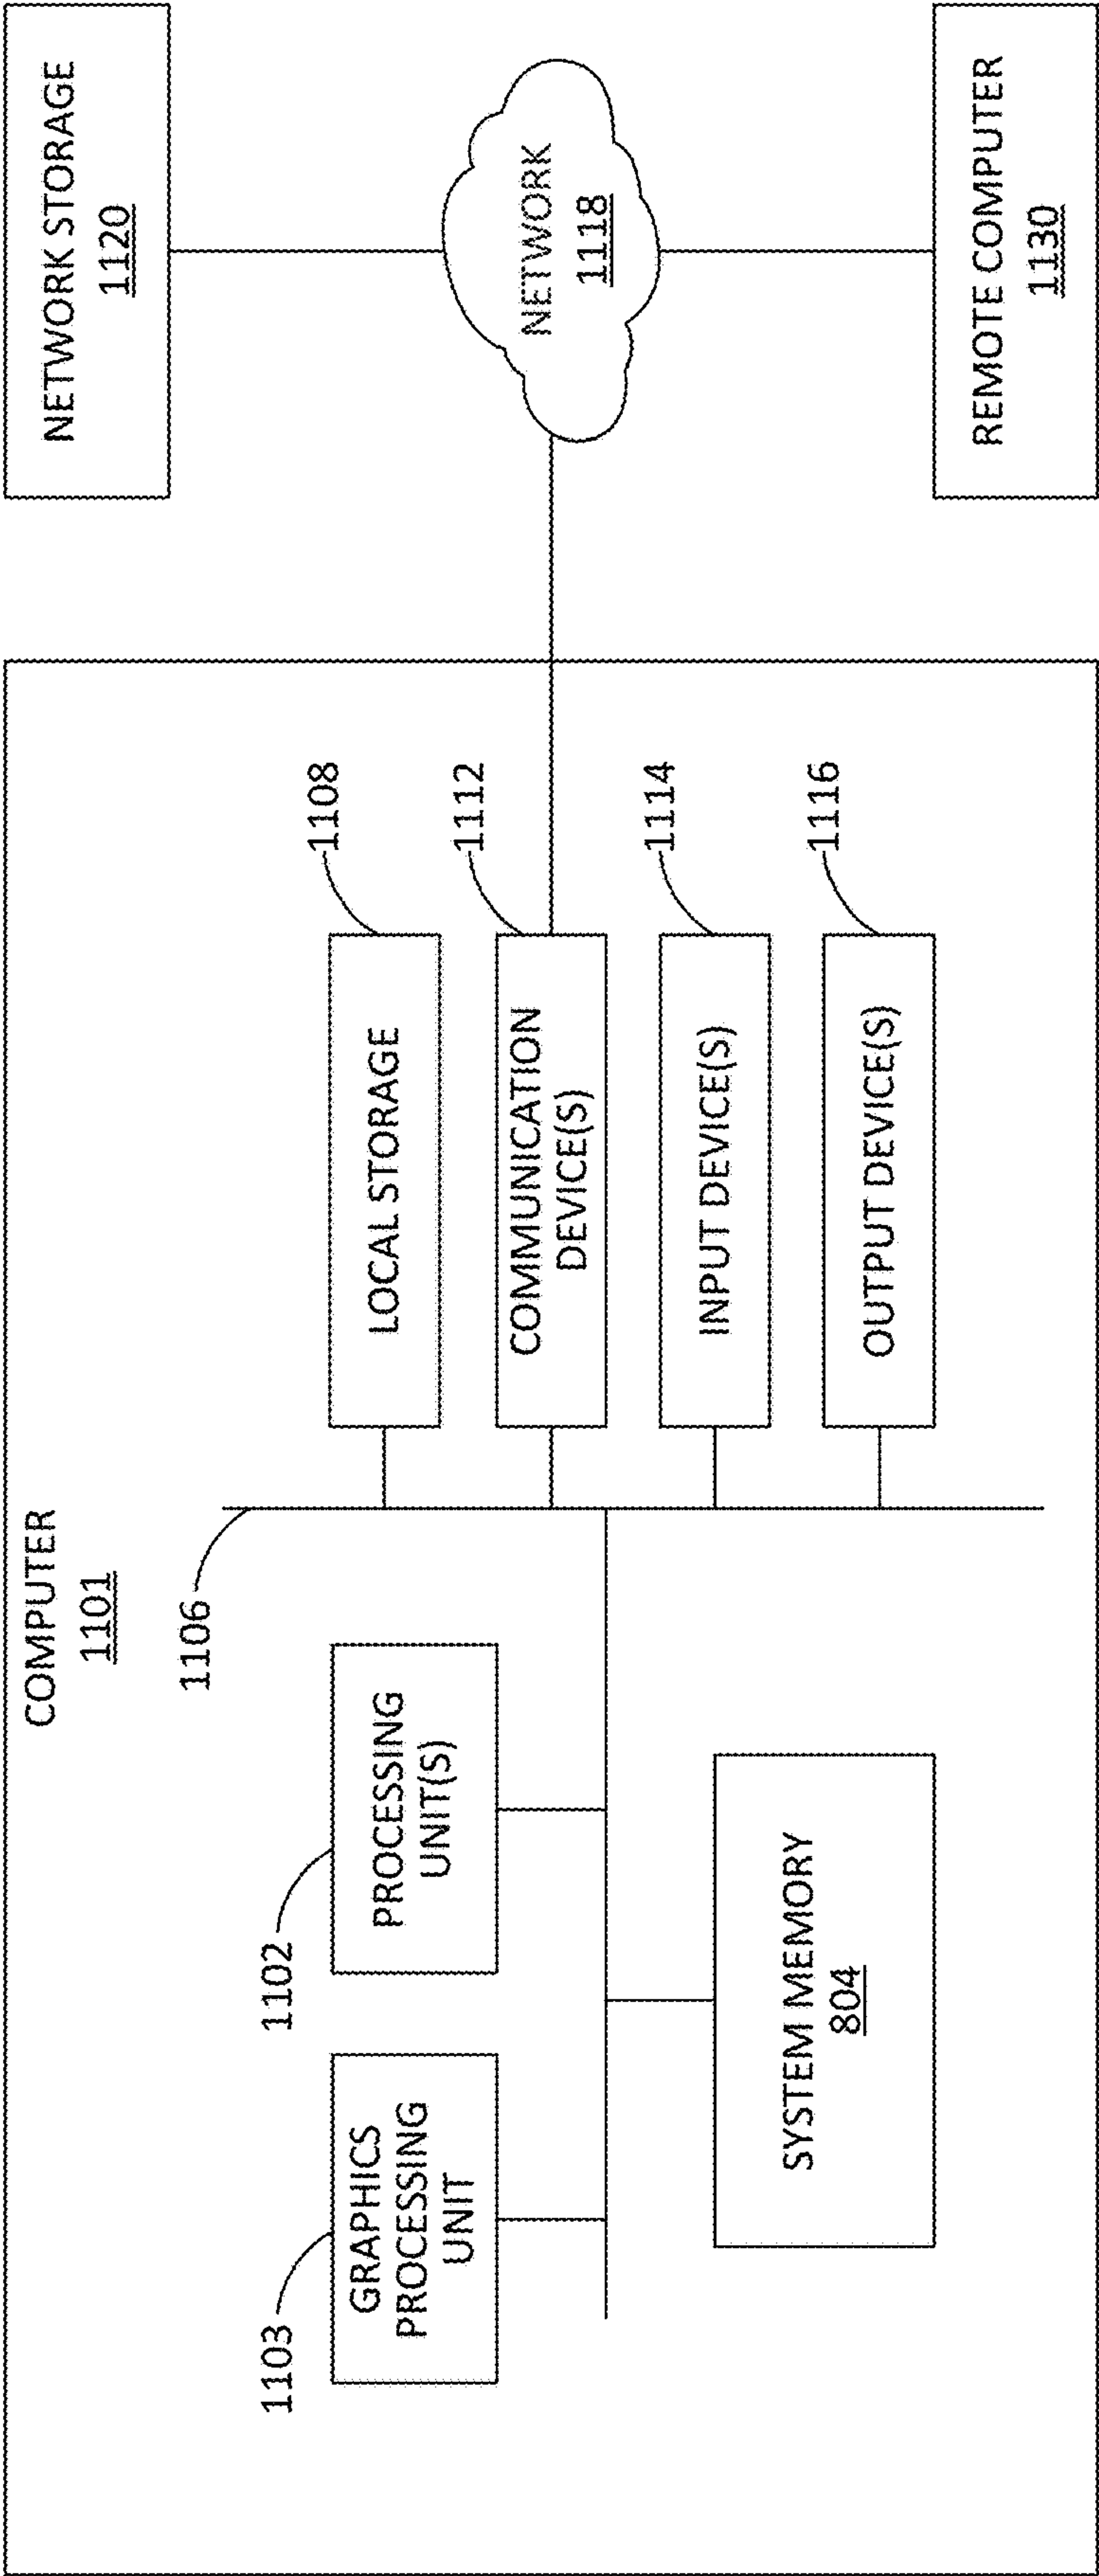 COMPUTER
1101
1103
GRAPHICS
PROCESSING
UNIT
1102
PROCESSING
UNIT(S)
SYSTEM MEMORY
804
1106
LOCAL STORAGE
1108
COMMUNICATION
DEVICE(S)
1112
INPUT DEVICE(S)
1114
OUTPUT DEVICE(S)
1116
NETWORK STORAGE
1120
NETWORK
1118
REMOTE COMPUTER
1130